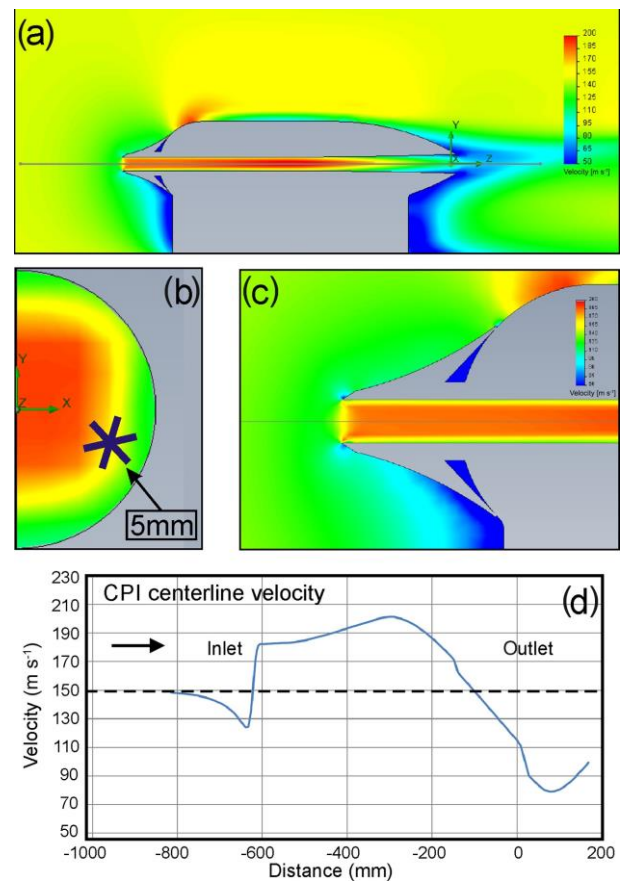 (a)
200
185
170
155
140
125
110
95
80
65
50
Velocity [m s⁻¹]
Y
X
Z
(b)
Y
Z
X
5mm
(c)
Velocity [m s⁻¹]
230
210
190
170
150
130
110
90
70
50
CPI centerline velocity
(d)
Inlet
Outlet
Velocity (m s⁻¹)
-1000
-800
-600
-400
-200
0
200
Distance (mm)